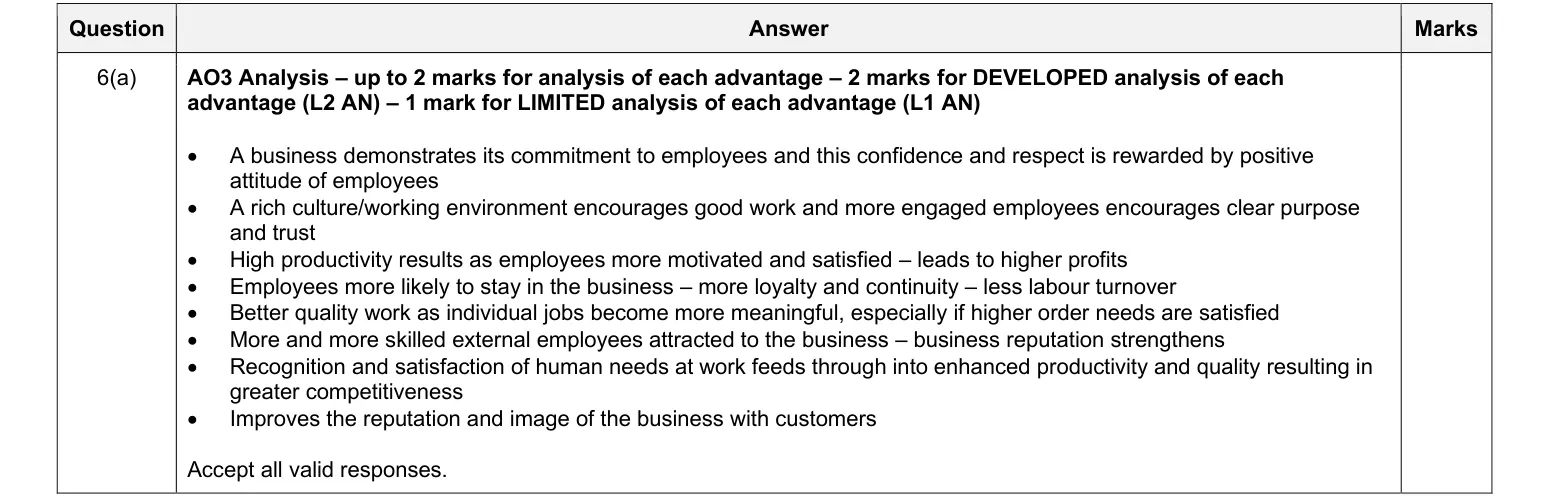 Question Answer Marks
6(a) AO3 Analysis – up to 2 marks for analysis of each advantage – 2 marks for DEVELOPED analysis of each
advantage (L2 AN) – 1 mark for LIMITED analysis of each advantage (L1 AN)
• A business demonstrates its commitment to employees and this confidence and respect is rewarded by positive
attitude of employees
• A rich culture/working environment encourages good work and more engaged employees encourages clear purpose
and trust
• High productivity results as employees more motivated and satisfied – leads to higher profits
• Employees more likely to stay in the business – more loyalty and continuity – less labour turnover
• Better quality work as individual jobs become more meaningful, especially if higher order needs are satisfied
• More and more skilled external employees attracted to the business – business reputation strengthens
• Recognition and satisfaction of human needs at work feeds through into enhanced productivity and quality resulting in
greater competitiveness
• Improves the reputation and image of the business with customers
Accept all valid responses.